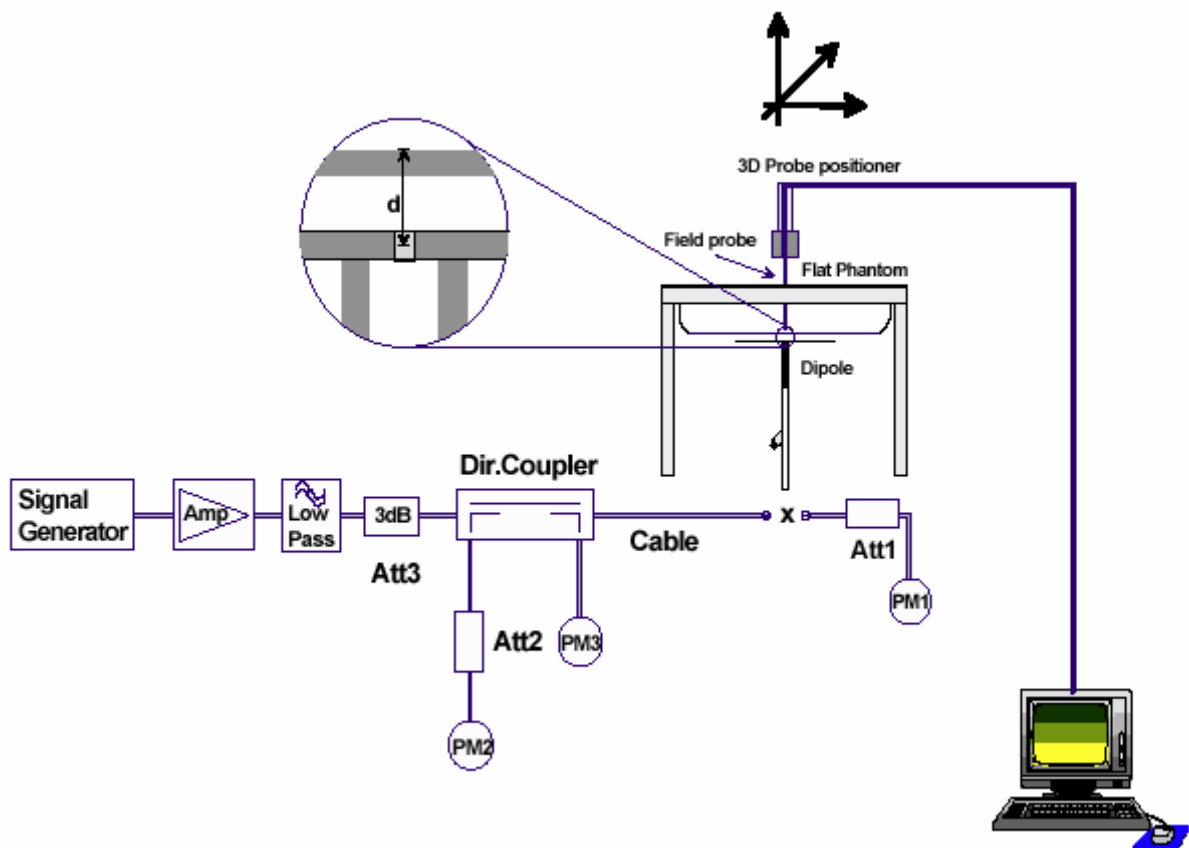 3D Probe positioner
d
Field probe
Flat Phantom
Dipole
Dir.Coupler
Signal
Generator
Amp
Low
Pass
3dB
Att3
Cable
x
Att1
PM1
Att2
PM3
PM2